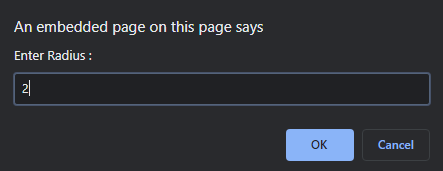 An embedded page on this page says
Enter Radius :
2
OK Cancel